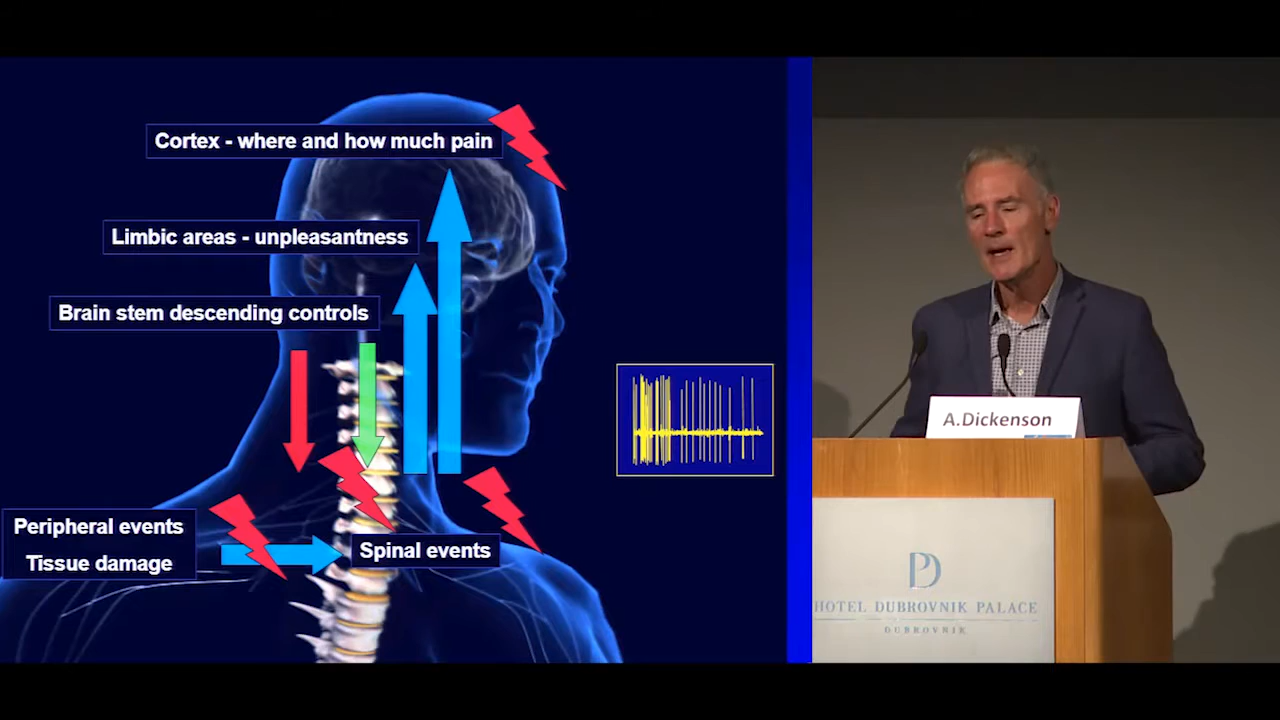 Cortex - where and how much pain
Limbic areas - unpleasantness
Brain stem descending controls
Peripheral events
Tissue damage
Spinal events
A.Dickenson
PD
HOTEL DUBROVNIK PALACE
DUBROVNIK